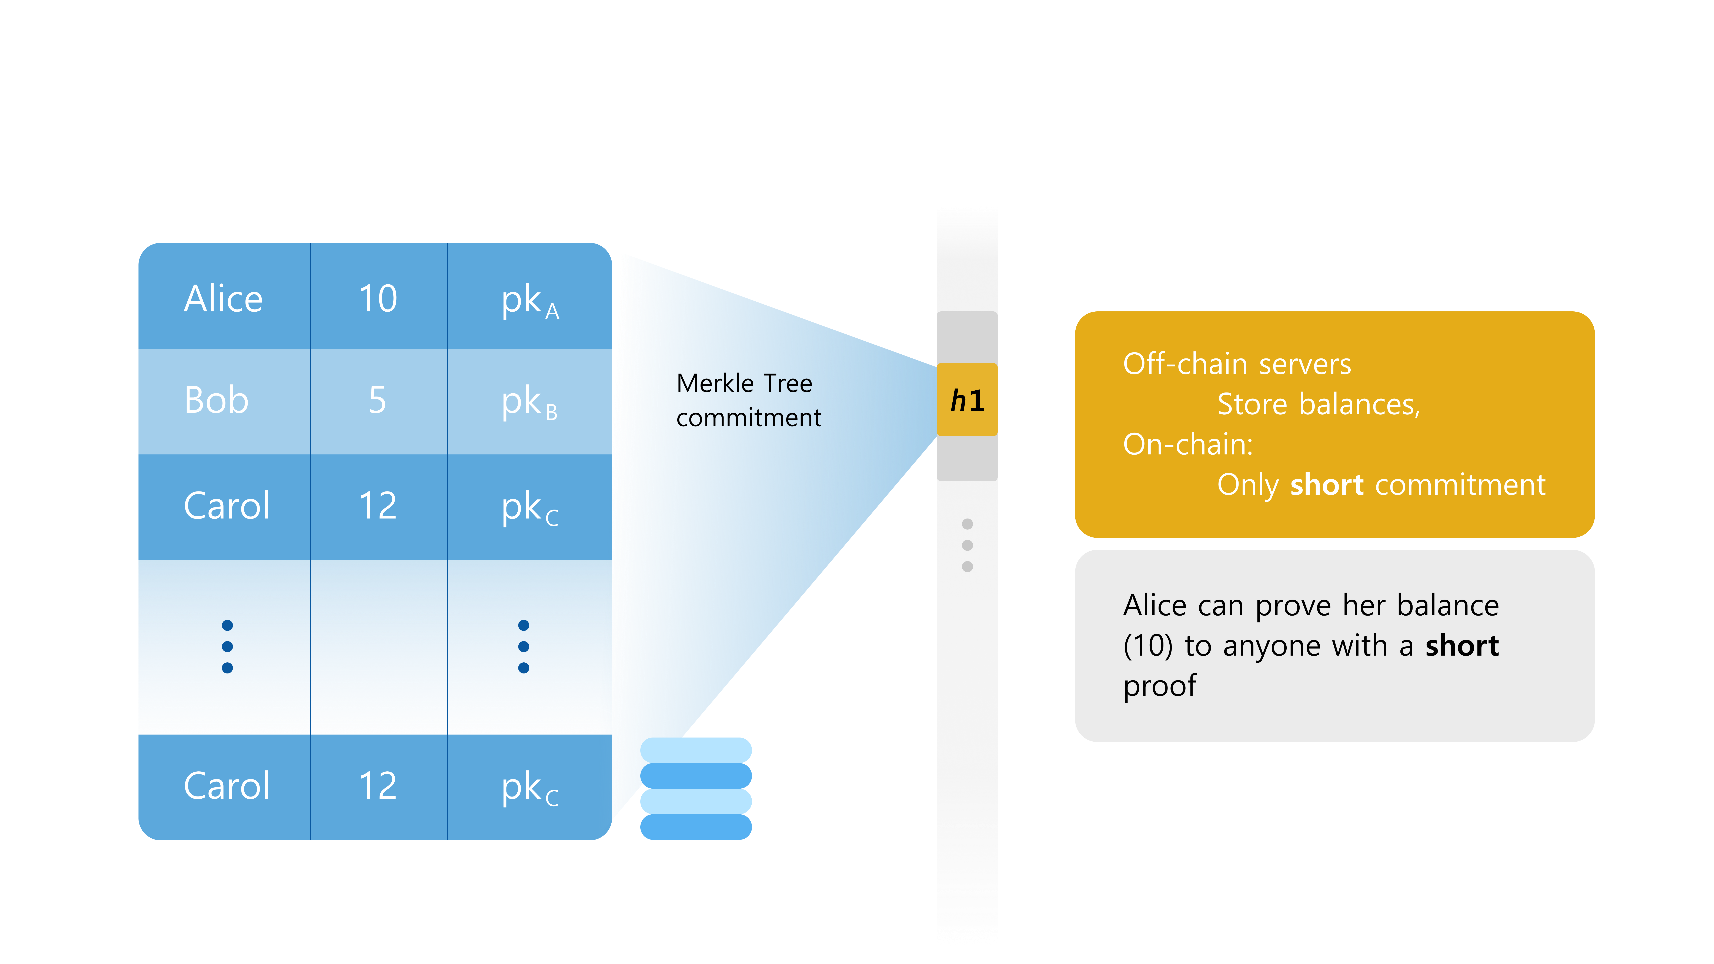 Alice 10 pkA
Bob 5 pkB
Carol 12 pkC
Carol 12 pkC
Merkle Tree
commitment
h1
Off-chain servers
Store balances,
On-chain:
Only short commitment
Alice can prove her balance
(10) to anyone with a short
proof